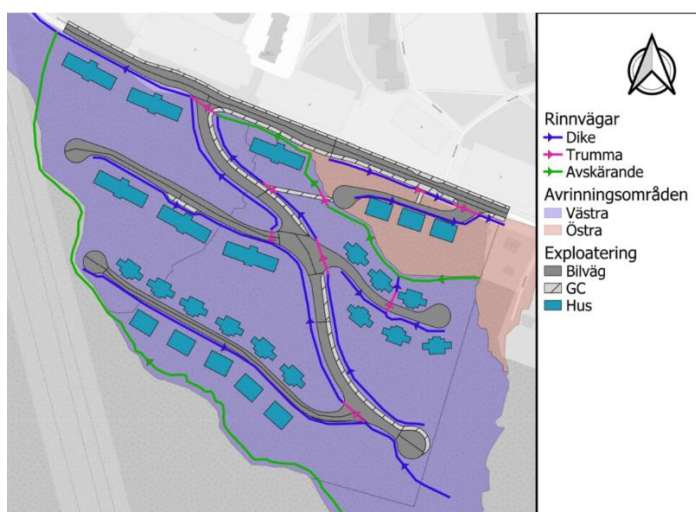 Rinnvägar
Dike
Trumma
Avskärande
Avrinningsområden
Västra
Östra
Exploatering
Bilväg
GC
Hus